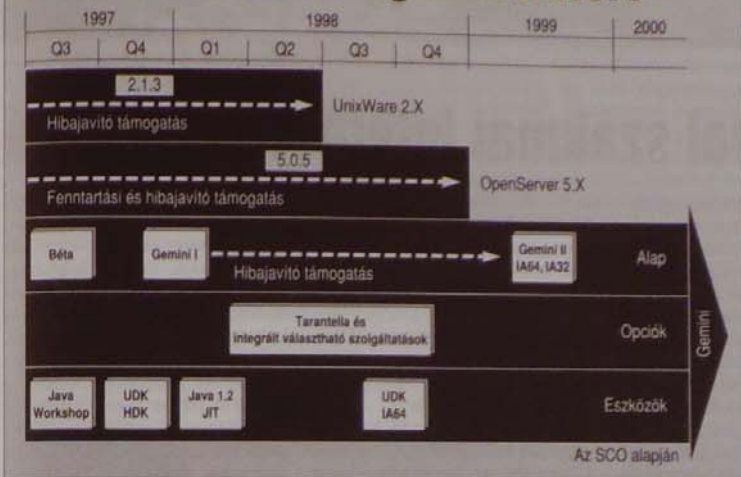 1997 1998 1999 2000
Q3 Q4 Q1 Q2 Q3 Q4
2.1.3
UnixWare 2.X
Hibajavító támogatás
5.0.5
OpenServer 5.X
Fenntartási és hibajavító támogatás
Béta
Gemini I
Hibajavító támogatás
Gemini II
IA64, IA32
Alap
Tarantella és
integrált választható szolgáltatások
Opciók
Gemini
Java
Workshop
UDK
HDK
Java 1.2
JIT
UDK
IA64
Eszközök
Az SCO alapján